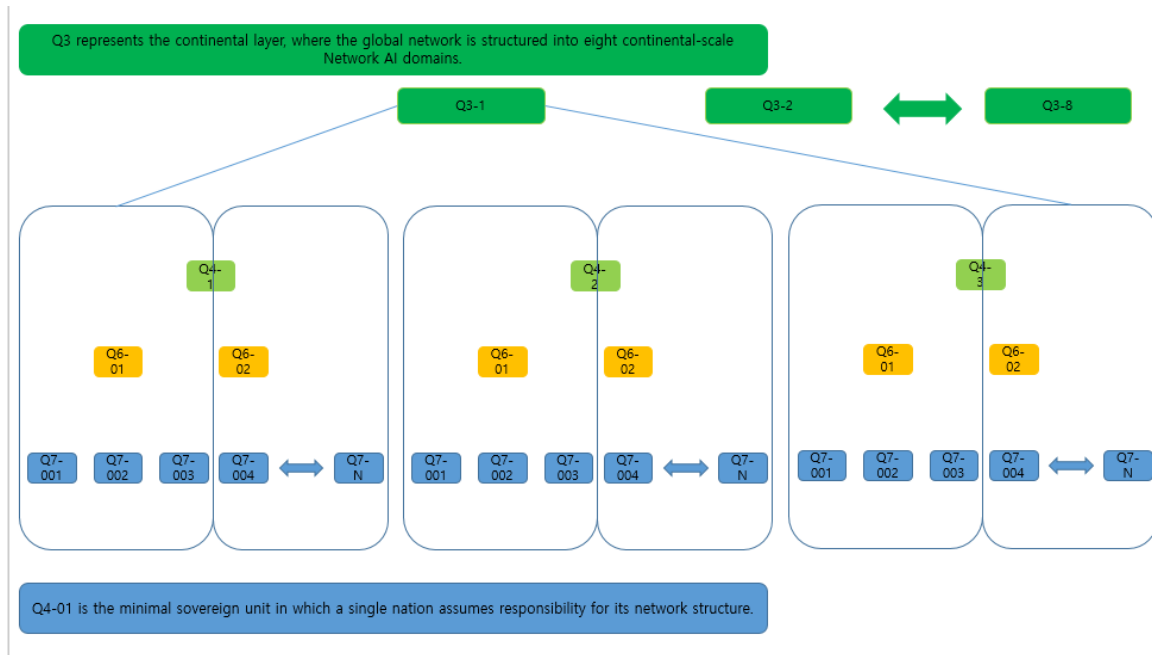 Q3 represents the continental layer, where the global network is structured into eight continental-scale
Network AI domains.
Q3-1
Q3-2
Q3-8
Q4-
1
Q4-
2
Q4-
3
Q6-
01
Q6-
02
Q6-
01
Q6-
02
Q6-
01
Q6-
02
Q7-
001
Q7-
002
Q7-
003
Q7-
004
Q7-
N
Q7-
001
Q7-
002
Q7-
003
Q7-
004
Q7-
N
Q7-
001
Q7-
002
Q7-
003
Q7-
004
Q7-
N
Q4-01 is the minimal sovereign unit in which a single nation assumes responsibility for its network structure.